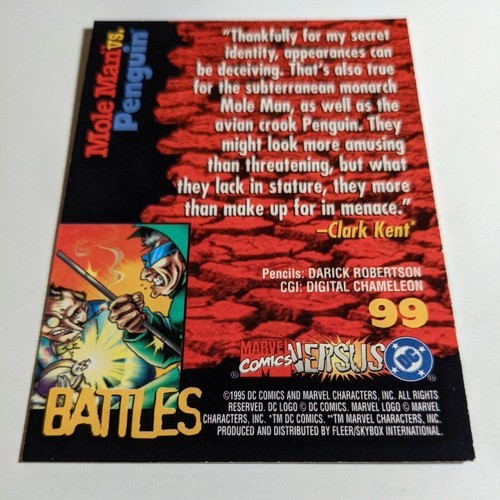 Mole Man vs.
Penguin
"Thankfully for my secret
identity, appearances can
be deceiving. That's also true
for the subterranean monarch
Mole Man, as well as the
avian crook Penguin. They
might look more amusing
than threatening, but what
they lack in stature, they more
than make up for in menace."
–Clark Kent*
Pencils: DARICK ROBERTSON
CGI: DIGITAL CHAMELEON
99
MARVEL
COMICS
VERSUS
DC
®
®
BATTLES
©1995 DC COMICS AND MARVEL CHARACTERS, INC. ALL RIGHTS
RESERVED. DC LOGO © DC COMICS. MARVEL LOGO © MARVEL
CHARACTERS, INC. *TM DC COMICS. **TM MARVEL CHARACTERS, INC.
PRODUCED AND DISTRIBUTED BY FLEER/SKYBOX INTERNATIONAL.